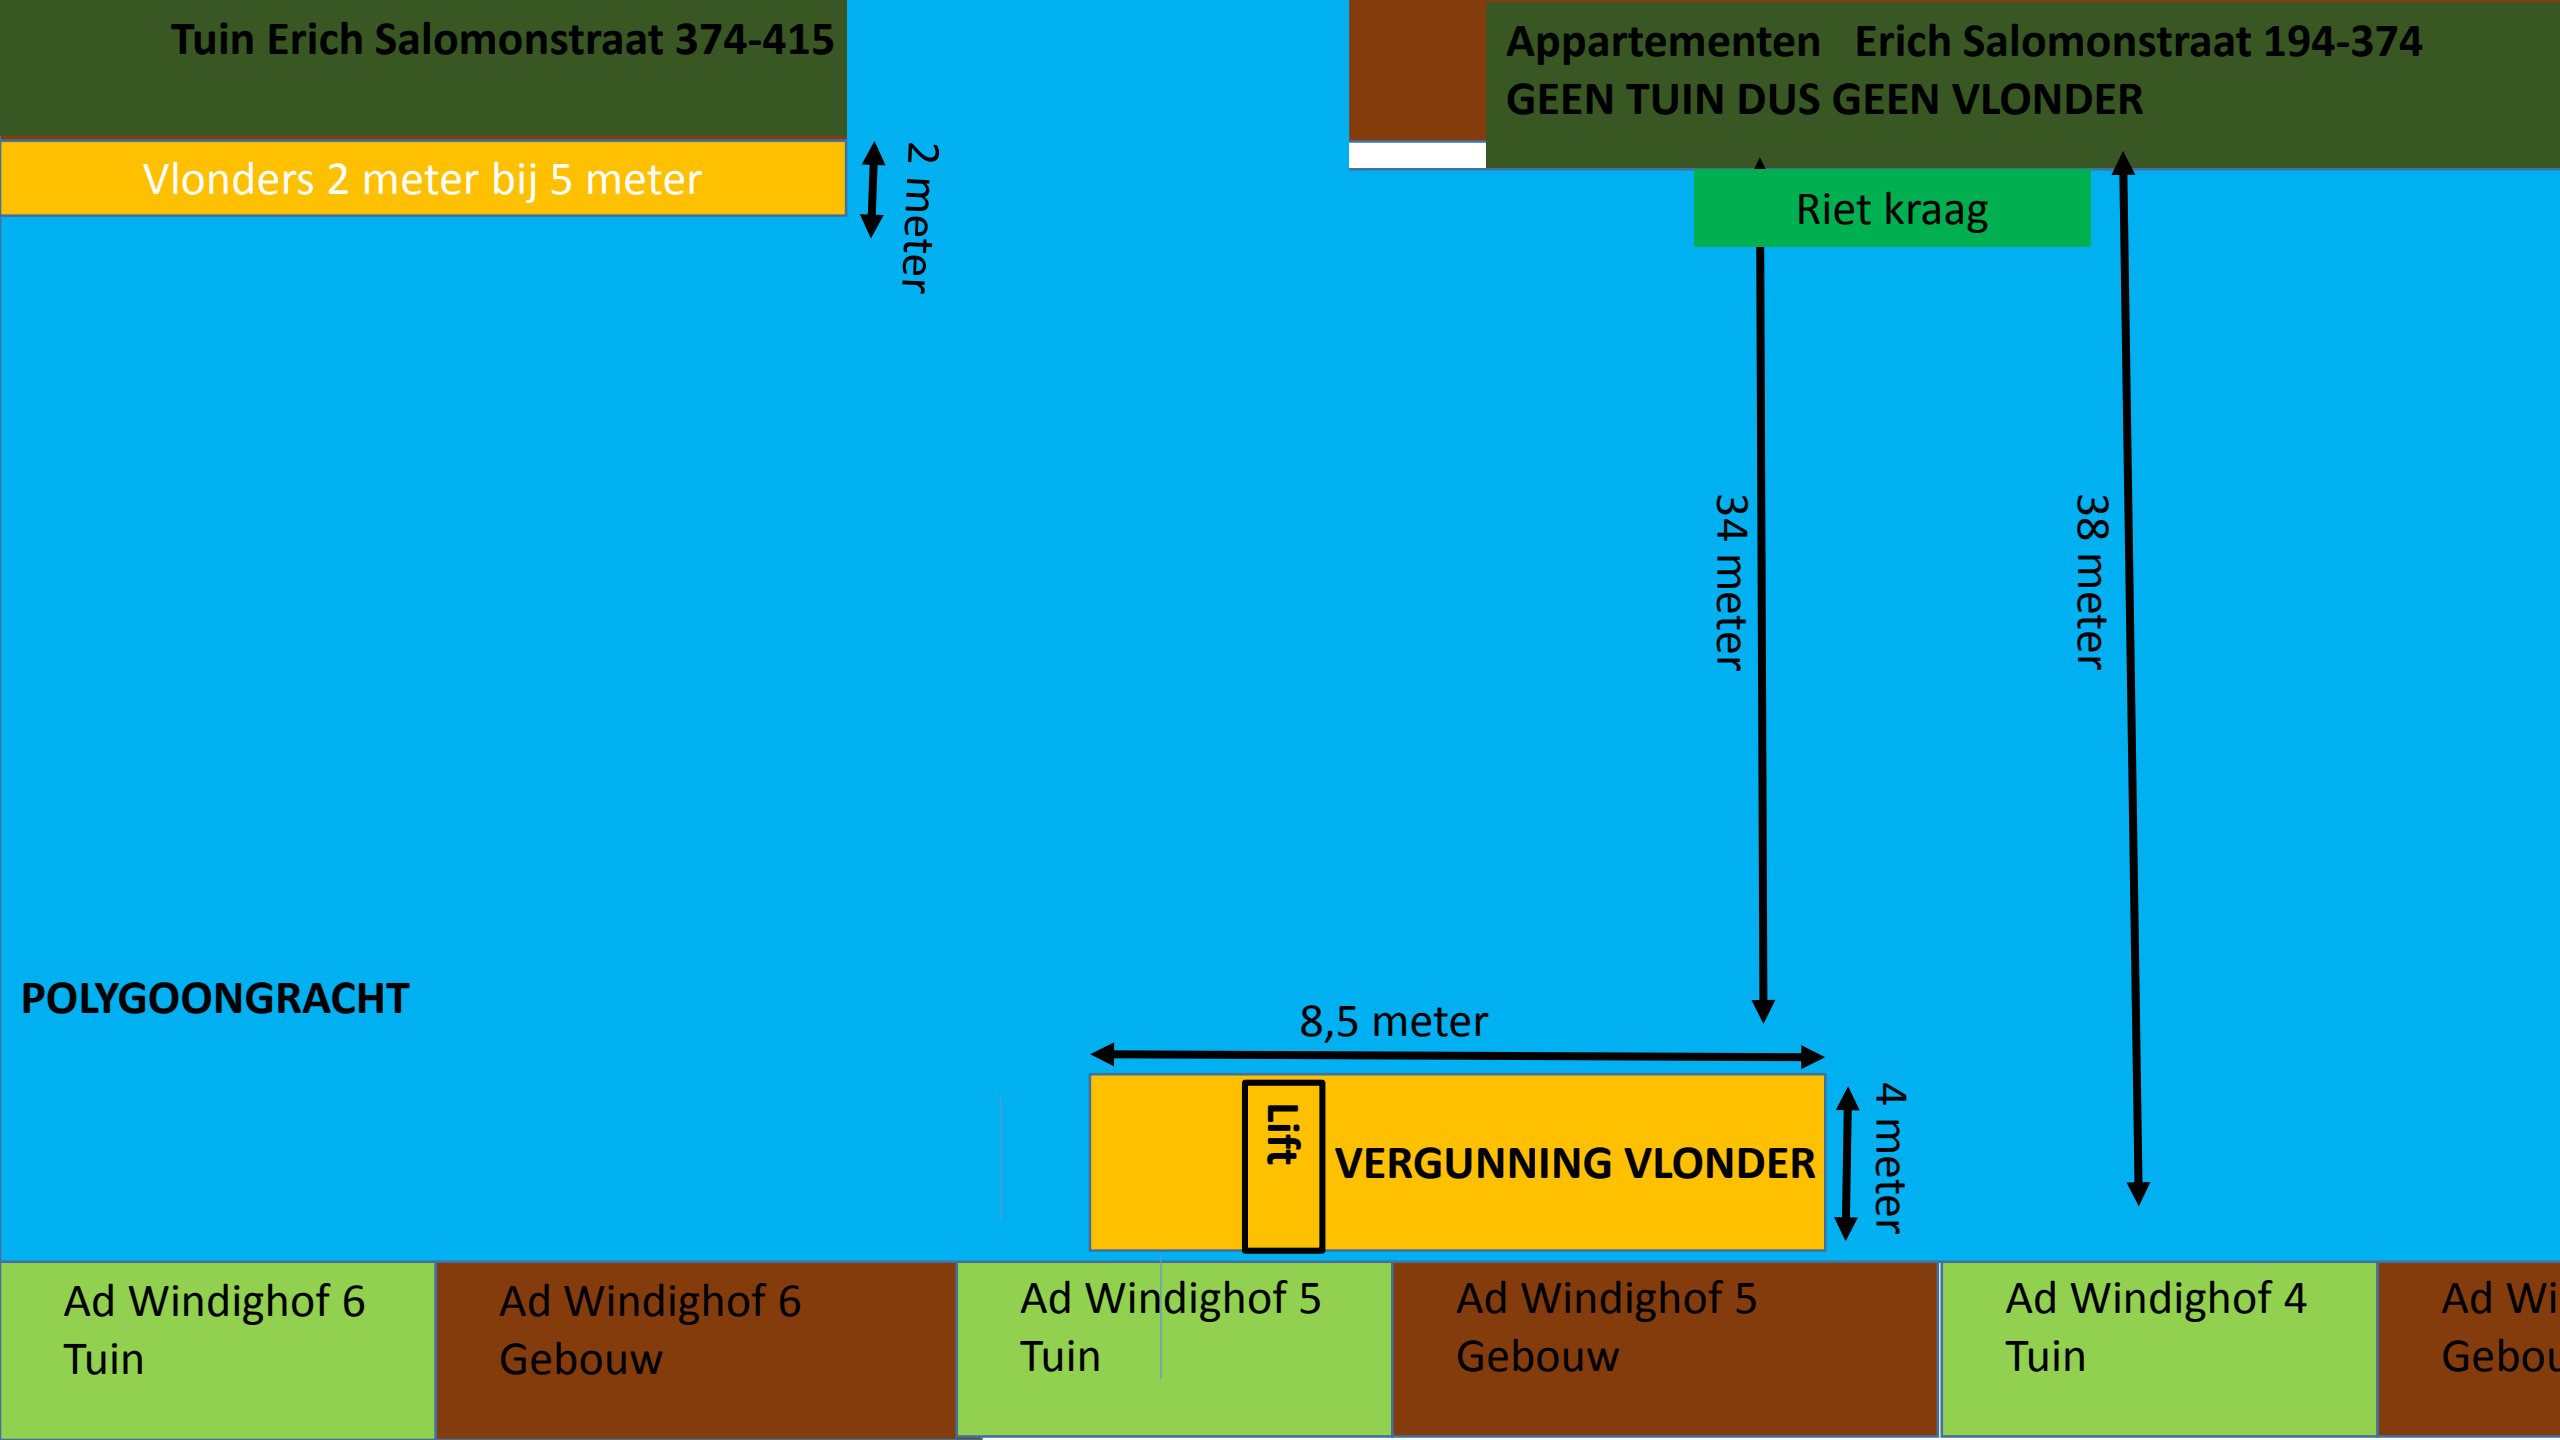 Tuin Erich Salomonstraat 374-415
Appartementen Erich Salomonstraat 194-374
GEEN TUIN DUS GEEN VLONDER
Vlonders 2 meter bij 5 meter
2 meter
Riet kraag
34 meter
38 meter
POLYGOONGRACHT
8,5 meter
Lift
VERGUNNING VLONDER
4 meter
Ad Windighof 6
Tuin
Ad Windighof 6
Gebouw
Ad Windighof 5
Tuin
Ad Windighof 5
Gebouw
Ad Windighof 4
Tuin
Ad Wi
Gebou